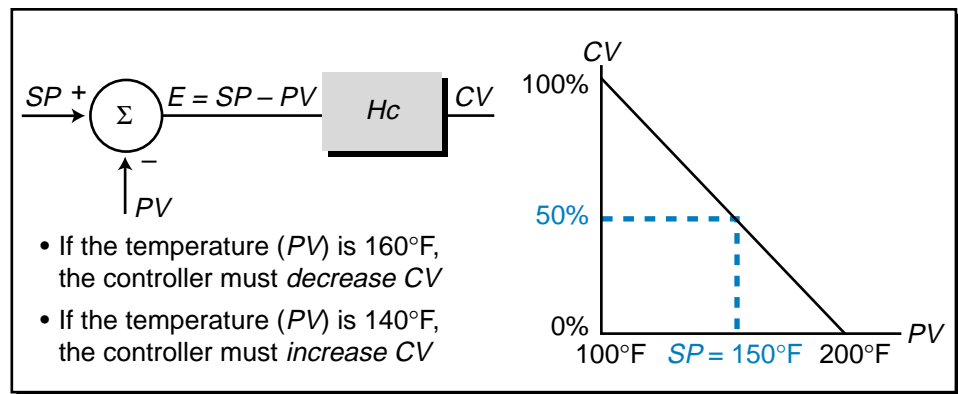 SP +
Σ
E = SP – PV
Hc
CV
–
PV
• If the temperature (PV) is 160°F,
the controller must decrease CV
• If the temperature (PV) is 140°F,
the controller must increase CV
CV
100%
50%
0%
PV
100°F SP = 150°F 200°F